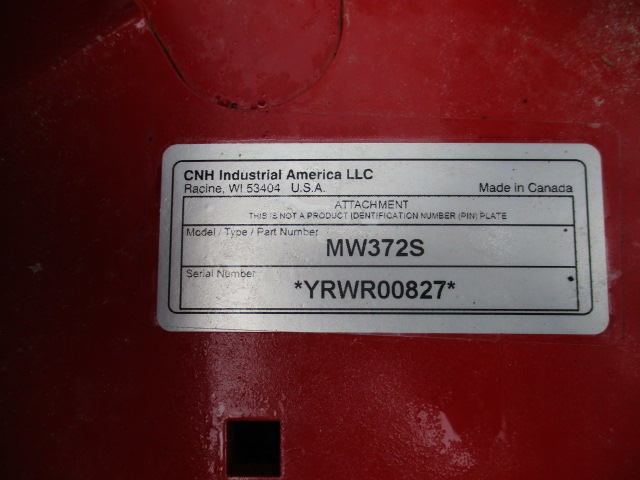 CNH Industrial America LLC
Racine, WI 53404 U.S.A. Made in Canada
ATTACHMENT
THIS IS NOT A PRODUCT IDENTIFICATION NUMBER (PIN) PLATE
Model / Type / Part Number
MW372S
Serial Number
*YRWR00827*